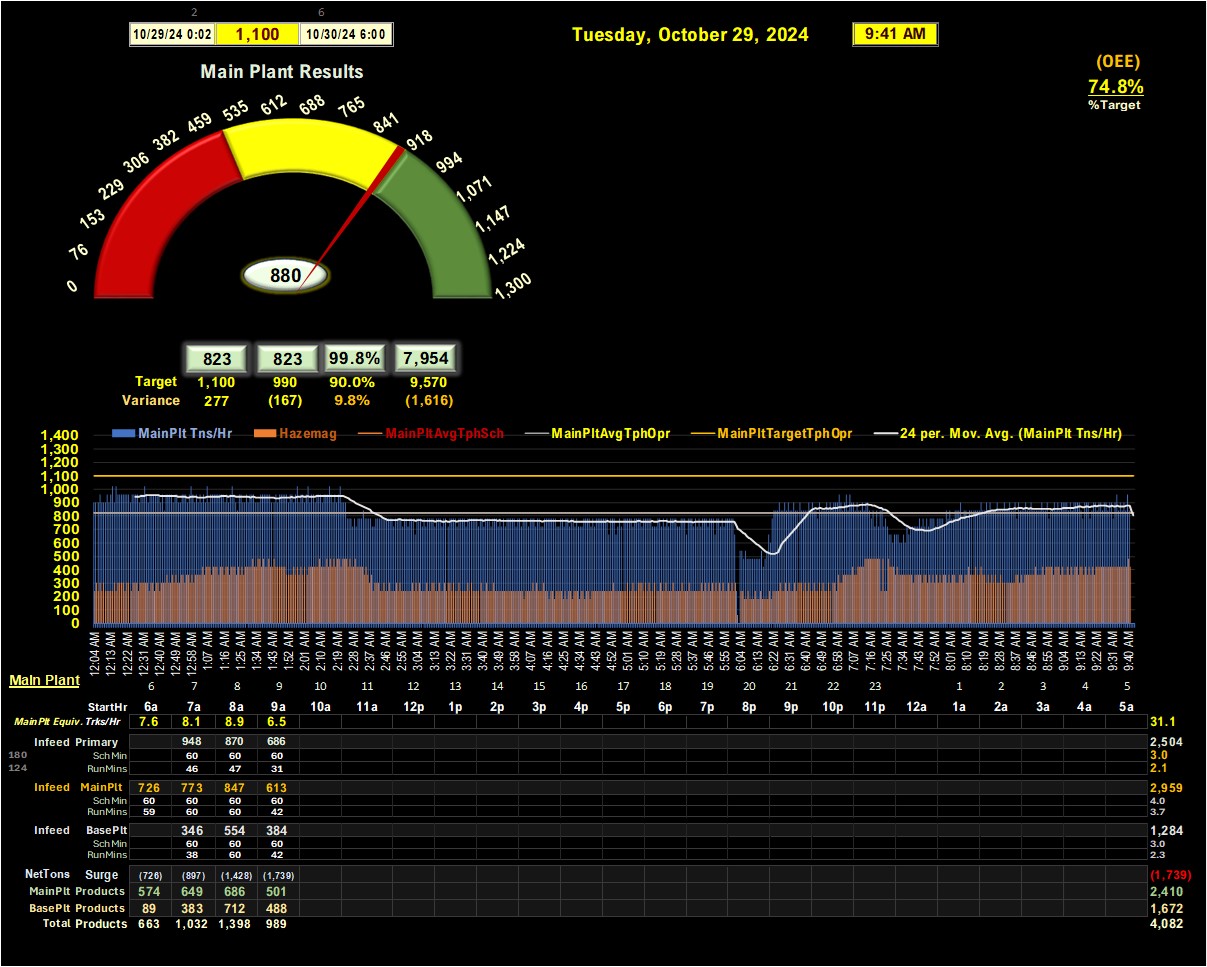 2 6
10/29/24 0:02 1,100 10/30/24 6:00
Tuesday, October 29, 2024 9:41 AM
(OEE)
74.8%
%Target
Main Plant Results
0 76 153 229 306 382 459 535 612 688 765 841 918 994 1,071 1,147 1,224 1,300
880
823 823 99.8% 7,954
Target 1,100 990 90.0% 9,570
Variance 277 (167) 9.8% (1,616)
MainPlt Tns/Hr Hazemag MainPltAvgTphSch MainPltAvgTphOpr MainPltTargetTphOpr 24 per. Mov. Avg. (MainPlt Tns/Hr)
1,400
1,300
1,200
1,100
1,000
900
800
700
600
500
400
300
200
100
0
12:04 AM 12:13 AM 12:22 AM 12:31 AM 12:40 AM 12:49 AM 12:58 AM 1:07 AM 1:16 AM 1:25 AM 1:34 AM 1:43 AM 1:52 AM 2:01 AM 2:10 AM 2:19 AM 2:28 AM 2:37 AM 2:46 AM 2:55 AM 3:04 AM 3:13 AM 3:22 AM 3:31 AM 3:40 AM 3:49 AM 3:58 AM 4:07 AM 4:16 AM 4:25 AM 4:34 AM 4:43 AM 4:52 AM 5:01 AM 5:10 AM 5:19 AM 5:28 AM 5:37 AM 5:46 AM 5:55 AM 6:04 AM 6:13 AM 6:22 AM 6:31 AM 6:40 AM 6:49 AM 6:58 AM 7:07 AM 7:16 AM 7:25 AM 7:34 AM 7:43 AM 7:52 AM 8:01 AM 8:10 AM 8:19 AM 8:28 AM 8:37 AM 8:46 AM 8:55 AM 9:04 AM 9:13 AM 9:22 AM 9:31 AM 9:40 AM
Main Plant
6 7 8 9 10 11 12 13 14 15 16 17 18 19 20 21 22 23 1 2 3 4 5
StartHr 6a 7a 8a 9a 10a 11a 12p 1p 2p 3p 4p 5p 6p 7p 8p 9p 10p 11p 12a 1a 2a 3a 4a 5a
MainPlt Equiv. Trks/Hr 7.6 8.1 8.9 6.5 31.1
Infeed Primary 948 870 686 2,504
180 SchMin 60 60 60 3.0
124 RunMins 46 47 31 2.1
Infeed MainPlt 726 773 847 613 2,959
SchMin 60 60 60 60 4.0
RunMins 59 60 60 42 3.7
Infeed BasePlt 346 554 384 1,284
SchMin 60 60 60 3.0
RunMins 38 60 42 2.3
NetTons Surge (726) (897) (1,428) (1,739) (1,739)
MainPlt Products 574 649 686 501 2,410
BasePlt Products 89 383 712 488 1,672
Total Products 663 1,032 1,398 989 4,082